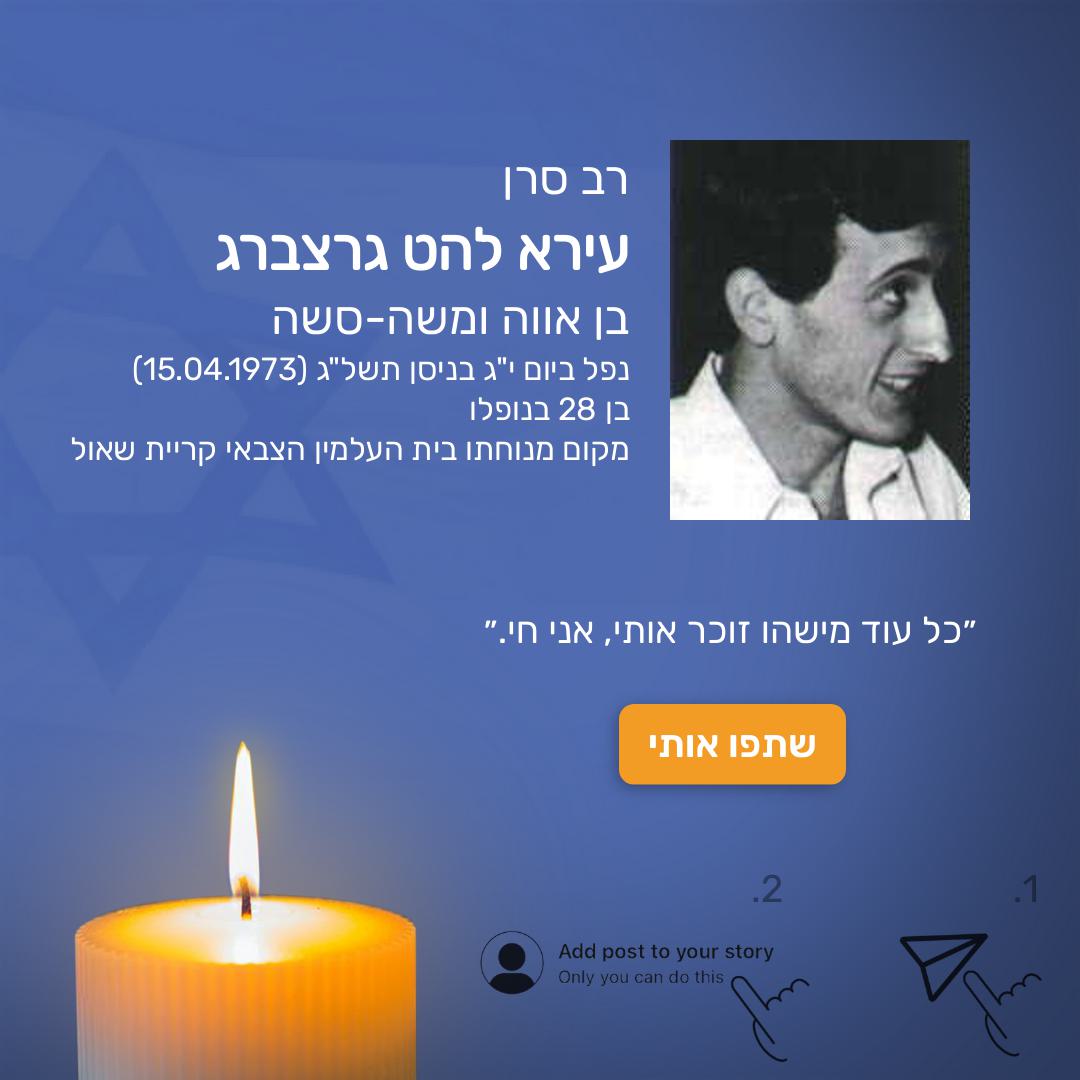 רב סרן
עירא להט גרצברג
בן אווה ומשה-סשה
נפל ביום י"ג בניסן תשל"ג (15.04.1973)
בן 28 בנופלו
מקום מנוחתו בית העלמין הצבאי קריית שאול
״כל עוד מישהו זוכר אותי, אני חי.״
שתפו אותי
1.
2.
Add post to your story
Only you can do this